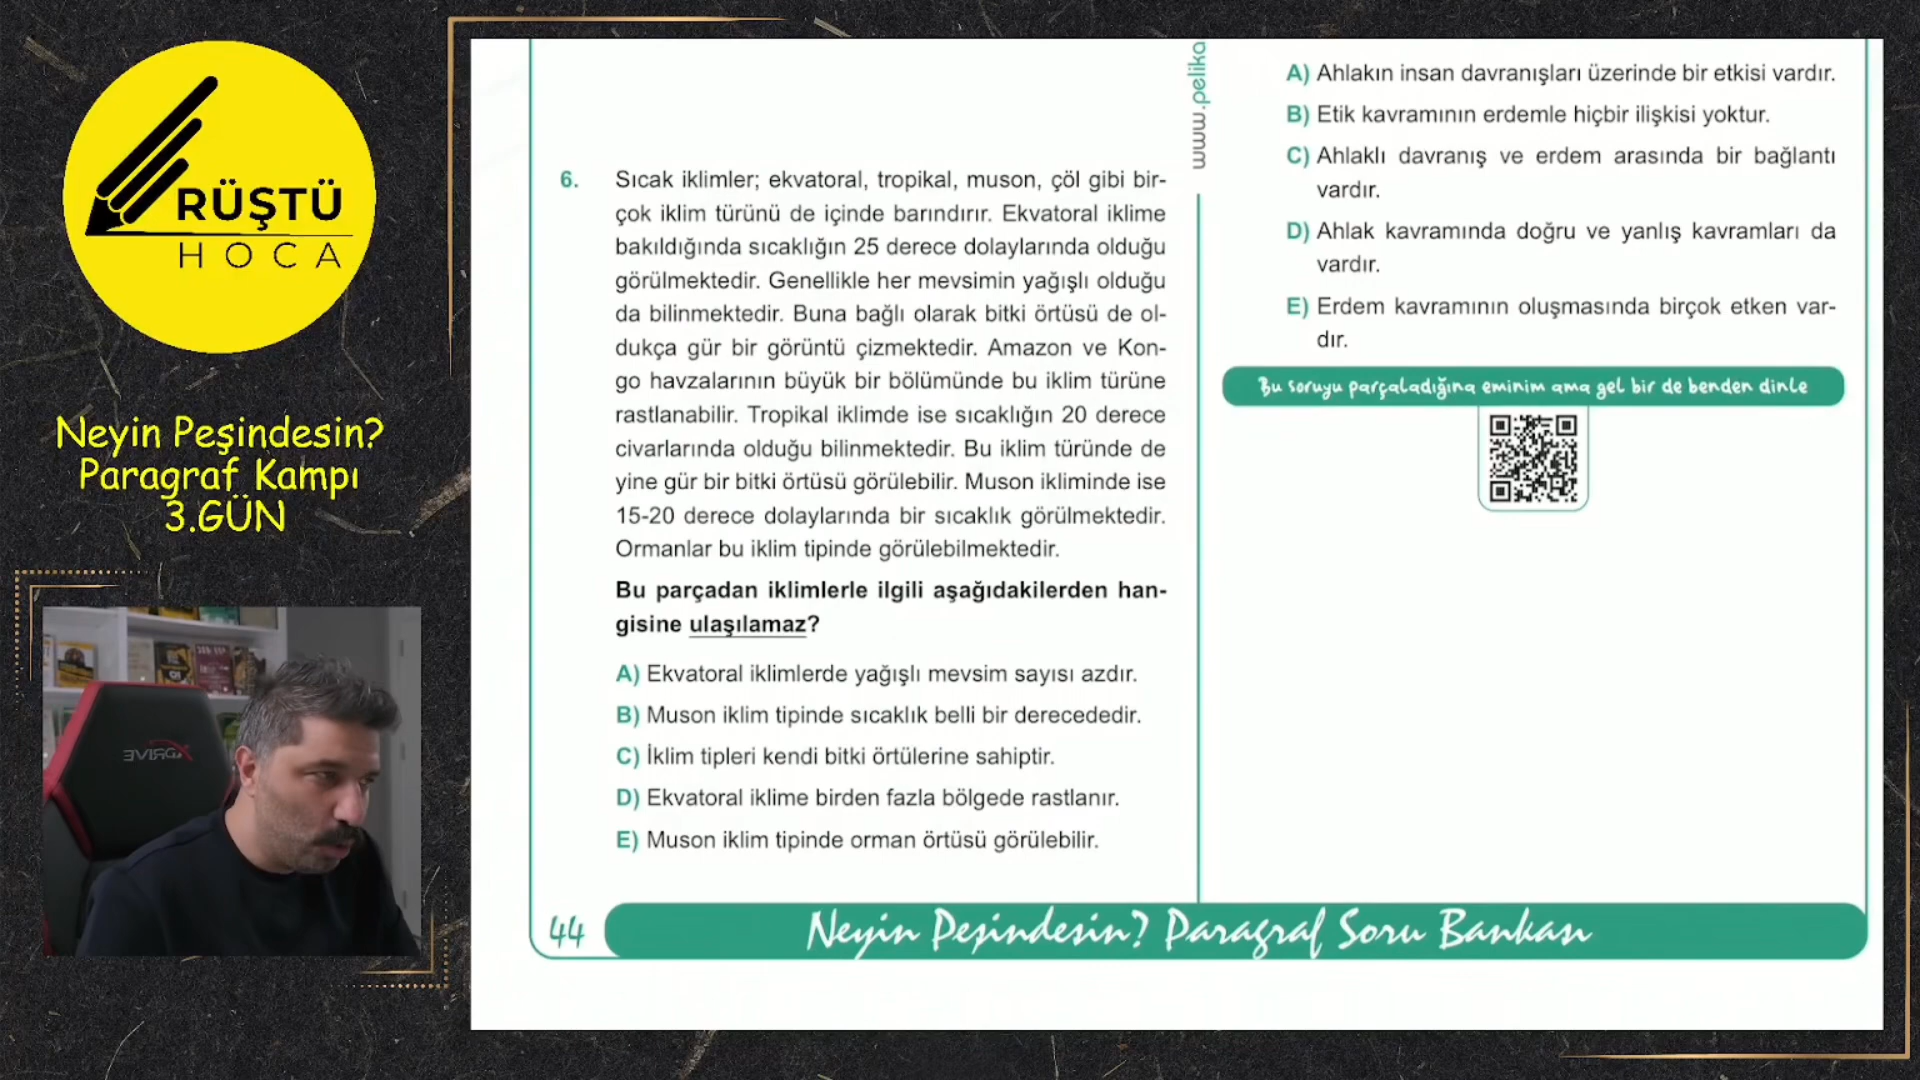 RÜŞTÜ
HOCA
Neyin Peşindesin?
Paragraf Kampı
3.GÜN
XDRIVE
6. Sıcak iklimler; ekvatoral, tropikal, muson, çöl gibi bir-
çok iklim türünü de içinde barındırır. Ekvatoral iklime
bakıldığında sıcaklığın 25 derece dolaylarında olduğu
görülmektedir. Genellikle her mevsimin yağışlı olduğu
da bilinmektedir. Buna bağlı olarak bitki örtüsü de ol-
dukça gür bir görüntü çizmektedir. Amazon ve Kon-
go havzalarının büyük bir bölümünde bu iklim türüne
rastlanabilir. Tropikal iklimde ise sıcaklığın 20 derece
civarlarında olduğu bilinmektedir. Bu iklim türünde de
yine gür bir bitki örtüsü görülebilir. Muson ikliminde ise
15-20 derece dolaylarında bir sıcaklık görülmektedir.
Ormanlar bu iklim tipinde görülebilmektedir.
Bu parçadan iklimlerle ilgili aşağıdakilerden han-
gisine ulaşılamaz?
A) Ekvatoral iklimlerde yağışlı mevsim sayısı azdır.
B) Muson iklim tipinde sıcaklık belli bir derecededir.
C) İklim tipleri kendi bitki örtülerine sahiptir.
D) Ekvatoral iklime birden fazla bölgede rastlanır.
E) Muson iklim tipinde orman örtüsü görülebilir.
www.pelika
A) Ahlakın insan davranışları üzerinde bir etkisi vardır.
B) Etik kavramının erdemle hiçbir ilişkisi yoktur.
C) Ahlaklı davranış ve erdem arasında bir bağlantı
vardır.
D) Ahlak kavramında doğru ve yanlış kavramları da
vardır.
E) Erdem kavramının oluşmasında birçok etken var-
dır.
Bu soruyu parçaladığına eminim ama gel bir de benden dinle
44
Neyin Peşindesin? Paragraf Soru Bankası